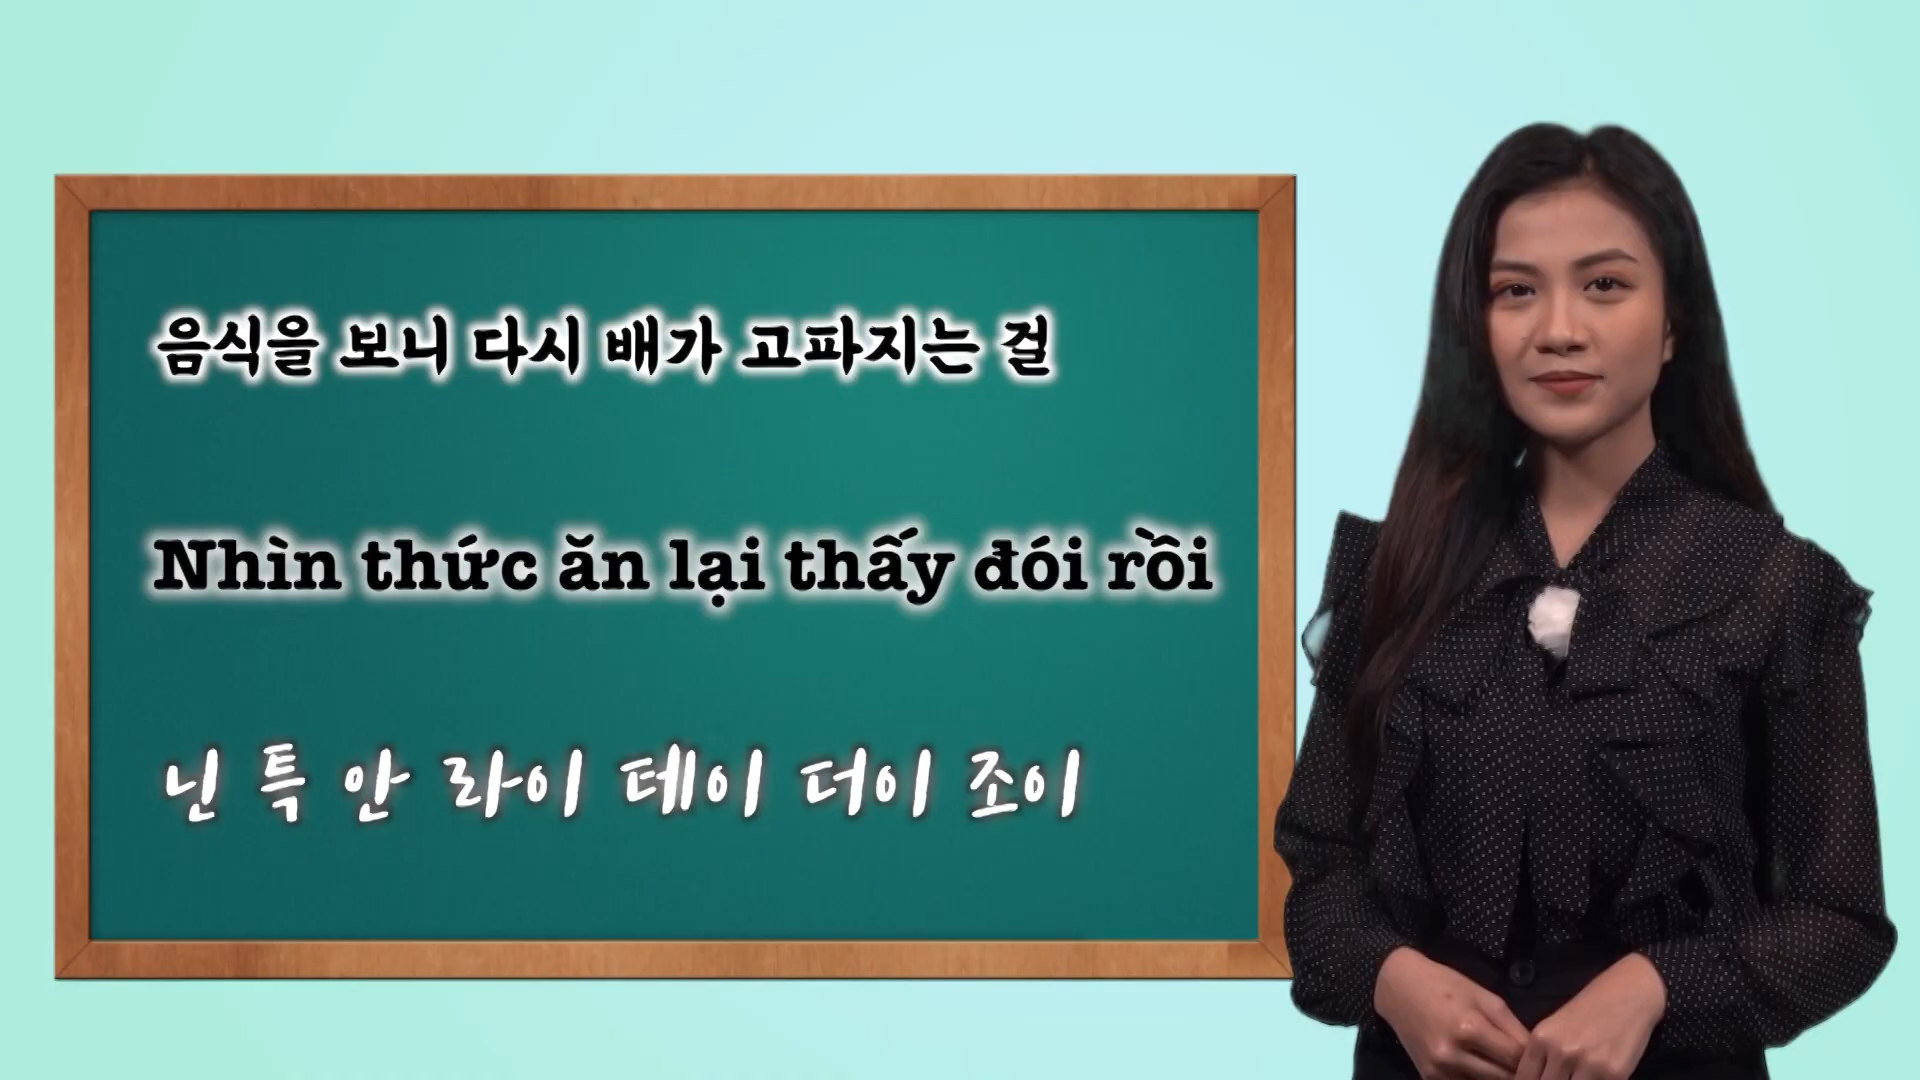 음식을 보니 다시 배가 고파지는 걸
Nhìn thức ăn lại thấy đói rồi
닌 특 안 라이 테이 더이 조이